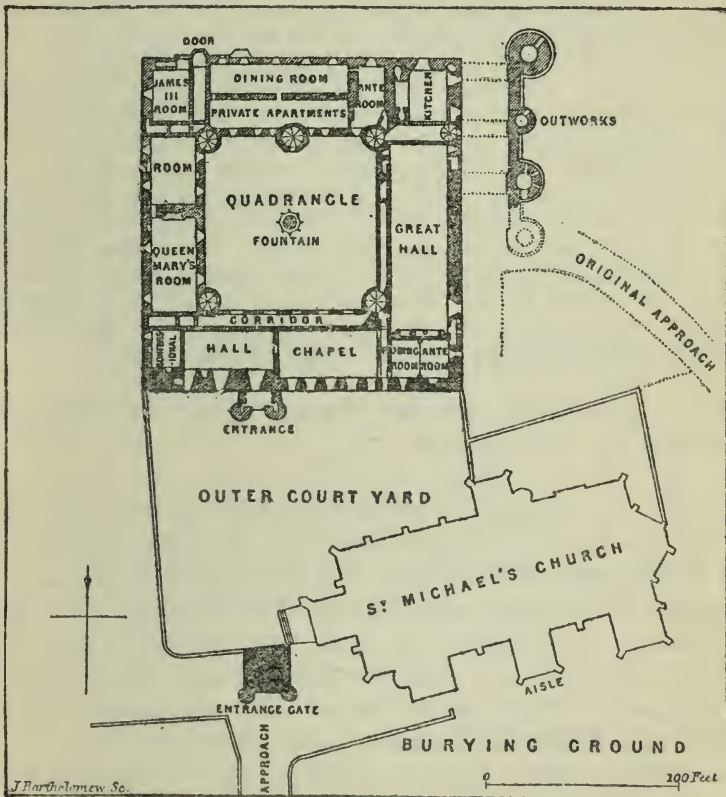 DOOR
JAMES
III
ROOM
DINING ROOM
ANTE
ROOM
KITCHEN
PRIVATE APARTMENTS
OUTWORKS
ROOM
QUADRANGLE
FOUNTAIN
GREAT
HALL
QUEEN
MARY'S
ROOM
ORIGINAL APPROACH
CORRIDOR
HALL
CHAPEL
ANTE
ROOM
ROOM
ENTRANCE
OUTER COURT YARD
ST MICHAEL'S CHURCH
AISLE
ENTRANCE GATE
APPROACH
BURYING GROUND
J. Bartholomew Sc.
0 100 Feet